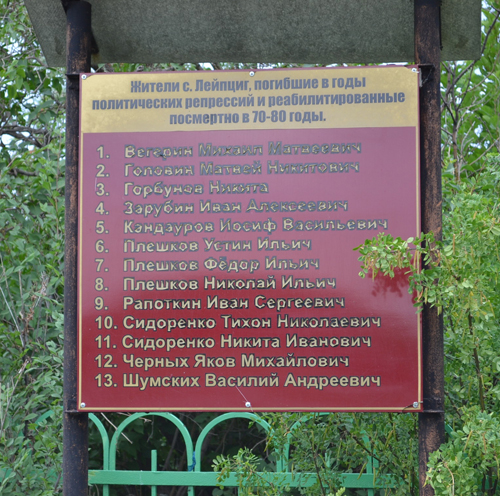 Жители с. Лейпциг, погибшие в годы
политических репрессий и реабилитированные
посмертно в 70-80 годы.
1. Вегерин Михаил Матвеевич
2. Головин Матвей Никитович
3. Горбунов Никита
4. Зарубин Иван Алексеевич
5. Кандауров Иосиф Васильевич
6. Плешков Устин Ильич
7. Плешков Фёдор Ильич
8. Плешков Николай Ильич
9. Рапоткин Иван Сергеевич
10. Сидоренко Тихон Николаевич
11. Сидоренко Никита Иванович
12. Черных Яков Михайлович
13. Шумских Василий Андреевич